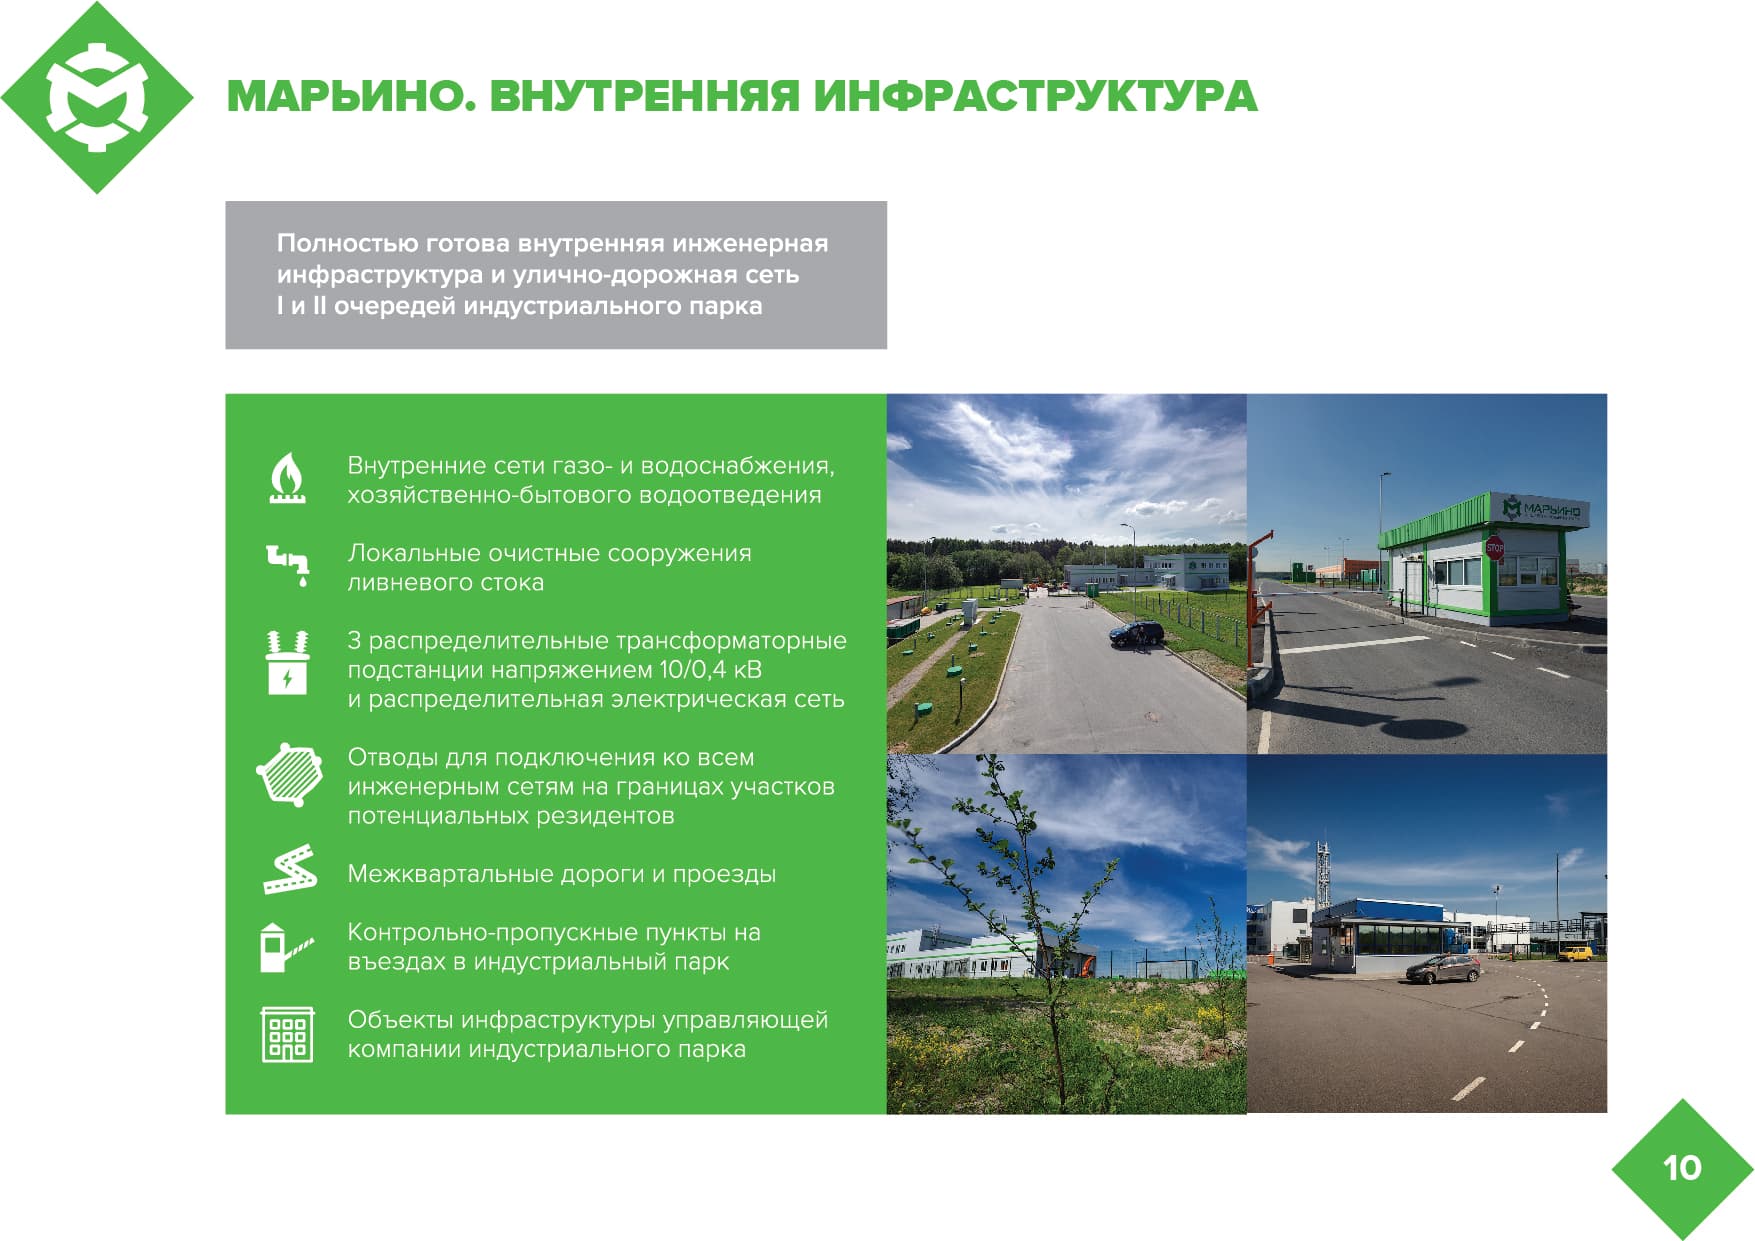 МАРЬИНО. ВНУТРЕННЯЯ ИНФРАСТРУКТУРА
Полностью готова внутренняя инженерная
инфраструктура и улично-дорожная сеть
I и II очередей индустриального парка
Внутренние сети газо- и водоснабжения,
хозяйственно-бытового водоотведения
Локальные очистные сооружения
ливневого стока
3 распределительные трансформаторные
подстанции напряжением 10/0,4 кВ
и распределительная электрическая сеть
Отводы для подключения ко всем
инженерным сетям на границах участков
потенциальных резидентов
Межквартальные дороги и проезды
Контрольно-пропускные пункты на
въездах в индустриальный парк
Объекты инфраструктуры управляющей
компании индустриального парка
МАРЬИНО
STOP
10